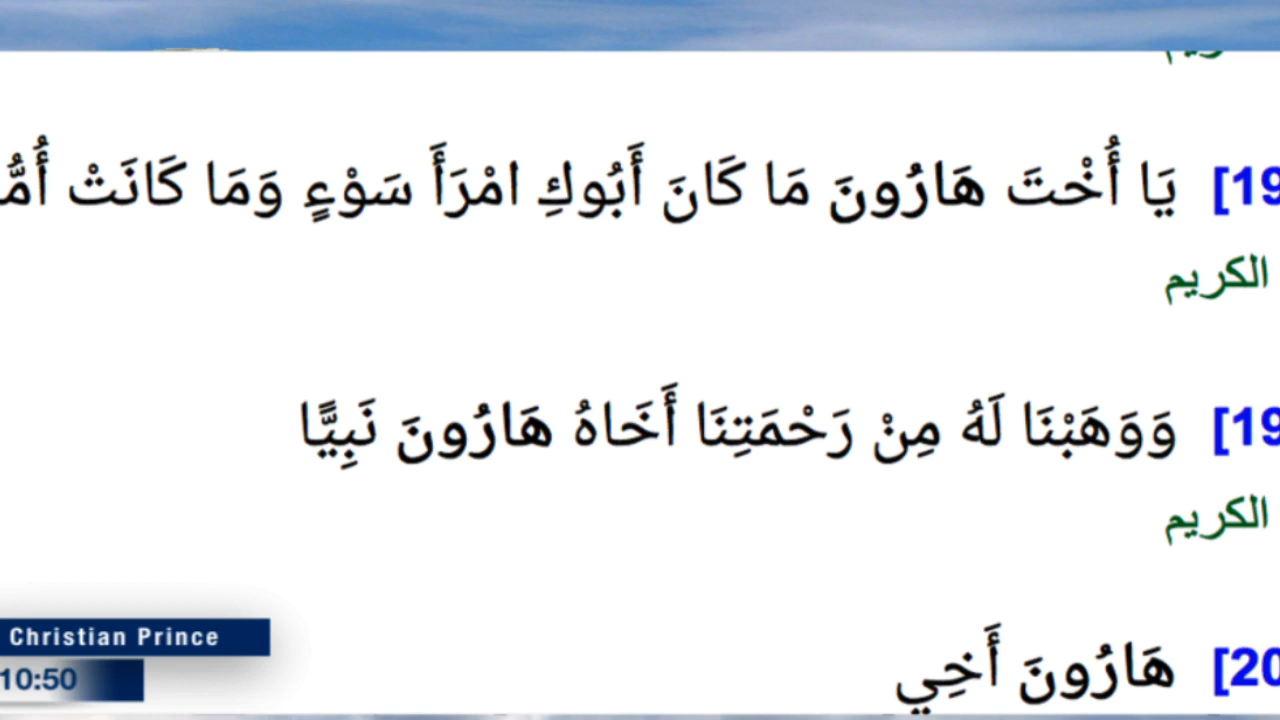 [19 يَا أُخْتَ هَارُونَ مَا كَانَ أَبُوكِ امْرَأَ سَوْءٍ وَمَا كَانَتْ
الكريم
[19 وَوَهَبْنَا لَهُ مِنْ رَحْمَتِنَا أَخَاهُ هَارُونَ نَبِيًّا
الكريم
Christian Prince
[20 هَارُونَ أَخِي
10:50